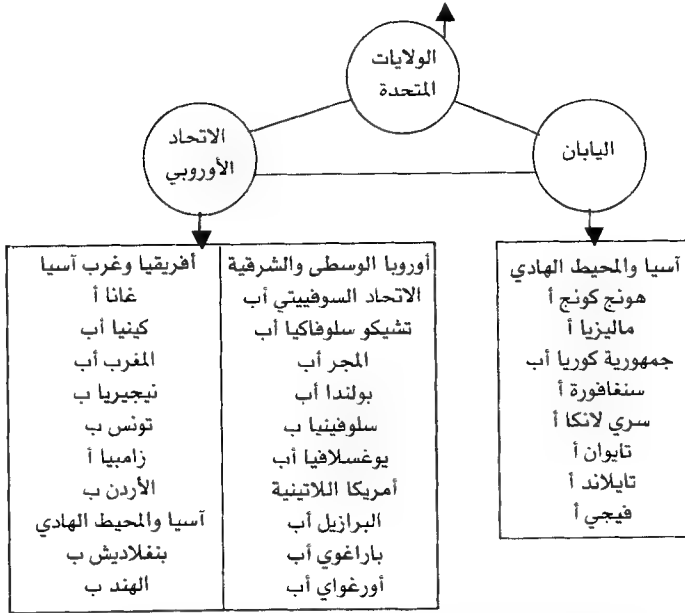 الولايات
المتحدة
اليابان
الاتحاد
الأوروبي
آسيا والمحيط الهادي
هونج كونج أ
ماليزيا أ
جمهورية كوريا أب
سنغافورة أ
سري لانكا أ
تايوان أ
تايلاند أ
فيجي أ
أوروبا الوسطى والشرقية
الاتحاد السوفييتي أب
تشيكو سلوفاكيا أب
المجر أب
بولندا أب
سلوفينيا ب
يوغسلافيا أب
أمريكا اللاتينية
البرازيل أب
باراغوي أب
أورغواي أب
أفريقيا وغرب آسيا
غانا أ
كينيا أب
المغرب أب
نيجيريا ب
تونس ب
زامبيا أ
الأردن ب
آسيا والمحيط الهادي
بنغلاديش ب
الهند ب